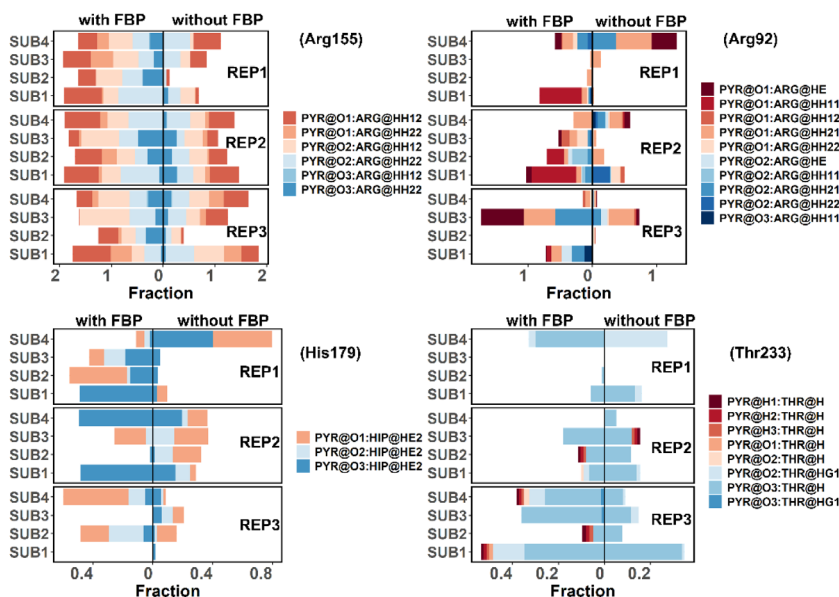 with FBP without FBP
(Arg155)
SUB4
SUB3
SUB2
SUB1
REP1
SUB4
SUB3
SUB2
SUB1
REP2
SUB4
SUB3
SUB2
SUB1
REP3
2 1 0 1 2
Fraction
PYR@O1:ARG@HH12
PYR@O1:ARG@HH22
PYR@O2:ARG@HH12
PYR@O2:ARG@HH22
PYR@O3:ARG@HH12
PYR@O3:ARG@HH22
with FBP without FBP
(Arg92)
SUB4
SUB3
SUB2
SUB1
REP1
SUB4
SUB3
SUB2
SUB1
REP2
SUB4
SUB3
SUB2
SUB1
REP3
1 0 1
Fraction
PYR@O1:ARG@HE
PYR@O1:ARG@HH11
PYR@O1:ARG@HH12
PYR@O1:ARG@HH21
PYR@O1:ARG@HH22
PYR@O2:ARG@HE
PYR@O2:ARG@HH11
PYR@O2:ARG@HH21
PYR@O2:ARG@HH22
PYR@O3:ARG@HH11
with FBP without FBP
(His179)
SUB4
SUB3
SUB2
SUB1
REP1
SUB4
SUB3
SUB2
SUB1
REP2
SUB4
SUB3
SUB2
SUB1
REP3
0.4 0 0.4 0.8
Fraction
PYR@O1:HIP@HE2
PYR@O2:HIP@HE2
PYR@O3:HIP@HE2
with FBP without FBP
(Thr233)
SUB4
SUB3
SUB2
SUB1
REP1
SUB4
SUB3
SUB2
SUB1
REP2
SUB4
SUB3
SUB2
SUB1
REP3
0.4 0.2 0 0.2
Fraction
PYR@H1:THR@H
PYR@H2:THR@H
PYR@H3:THR@H
PYR@O1:THR@H
PYR@O2:THR@H
PYR@O2:THR@HG1
PYR@O3:THR@H
PYR@O3:THR@HG1